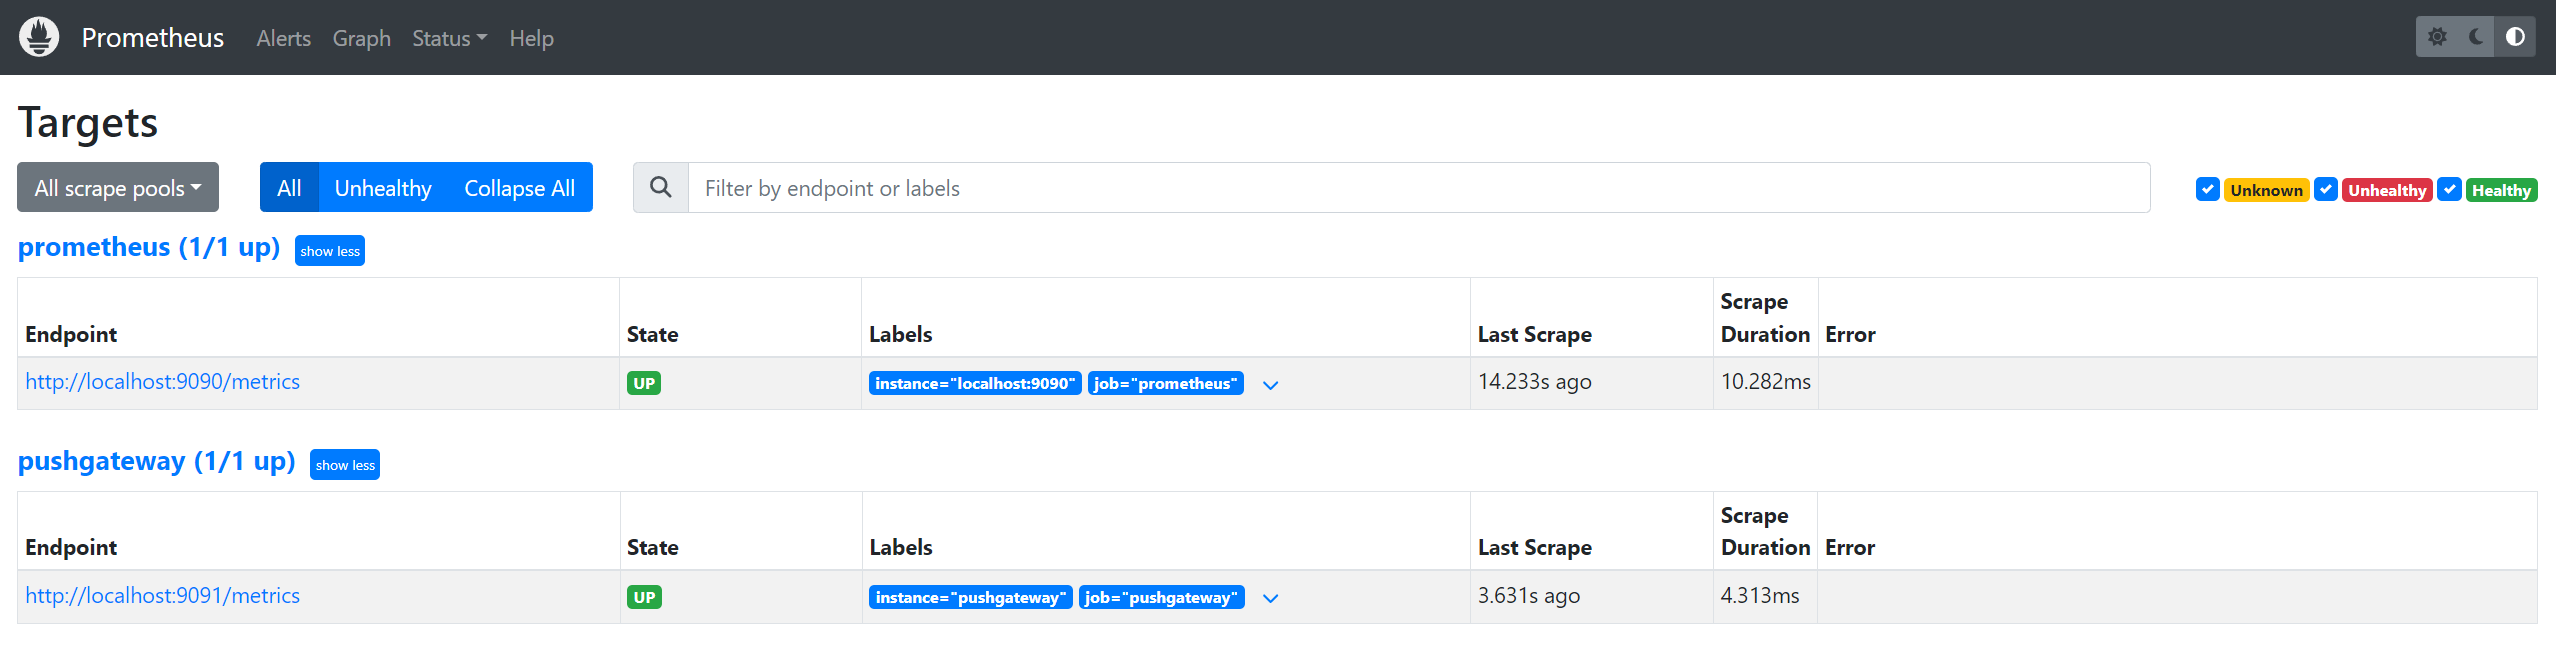 Prometheus Alerts Graph Status Help
Targets
All scrape pools All Unhealthy Collapse All Filter by endpoint or labels Unknown Unhealthy Healthy
prometheus (1/1 up) show less
Endpoint State Labels Last Scrape Scrape Duration Error
http://localhost:9090/metrics UP instance="localhost:9090" job="prometheus" 14.233s ago 10.282ms
pushgateway (1/1 up) show less
Endpoint State Labels Last Scrape Scrape Duration Error
http://localhost:9091/metrics UP instance="pushgateway" job="pushgateway" 3.631s ago 4.313ms